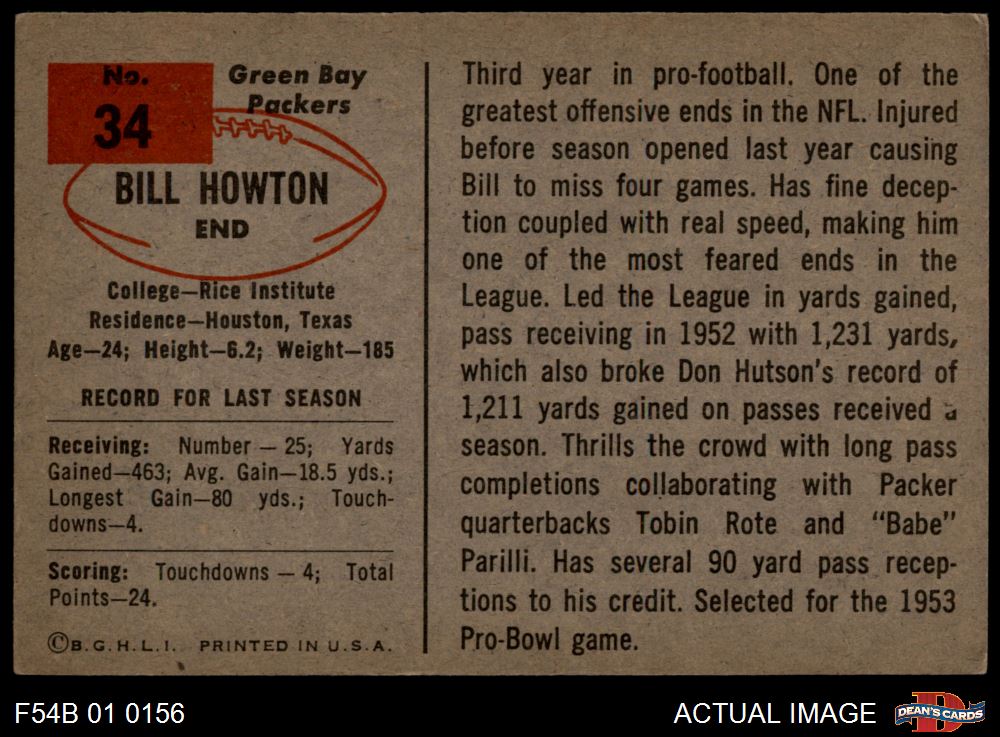 No.
34
Green Bay
Packers
BILL HOWTON
END
College—Rice Institute
Residence—Houston, Texas
Age—24; Height—6.2; Weight—185
RECORD FOR LAST SEASON
Receiving: Number — 25; Yards
Gained—463; Avg. Gain—18.5 yds.;
Longest Gain—80 yds.; Touch-
downs—4.
Scoring: Touchdowns — 4; Total
Points—24.
©B.G.H.L.I. PRINTED IN U.S.A.
Third year in pro-football. One of the
greatest offensive ends in the NFL. Injured
before season opened last year causing
Bill to miss four games. Has fine decep-
tion coupled with real speed, making him
one of the most feared ends in the
League. Led the League in yards gained,
pass receiving in 1952 with 1,231 yards,
which also broke Don Hutson's record of
1,211 yards gained on passes received a
season. Thrills the crowd with long pass
completions collaborating with Packer
quarterbacks Tobin Rote and "Babe"
Parilli. Has several 90 yard pass recep-
tions to his credit. Selected for the 1953
Pro-Bowl game.
F54B 01 0156
ACTUAL IMAGE
DEAN'S CARDS